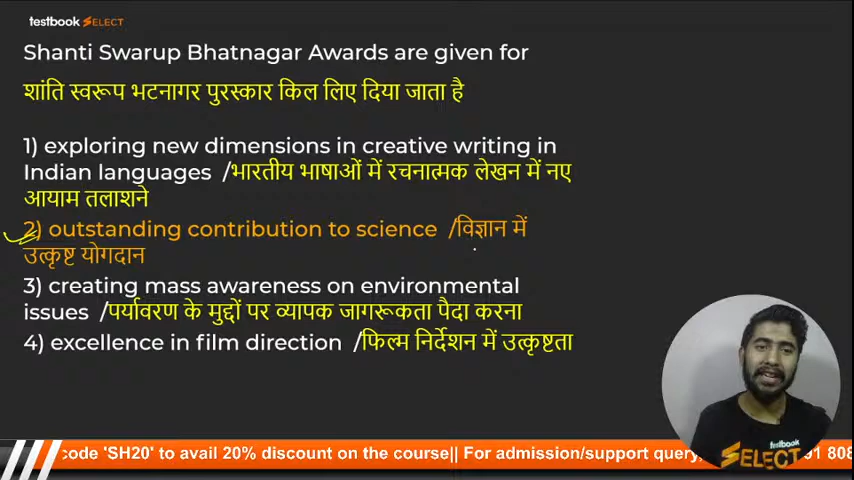 testbook SELECT
Shanti Swarup Bhatnagar Awards are given for
शांति स्वरूप भटनागर पुरस्कार किल लिए दिया जाता है
1) exploring new dimensions in creative writing in
Indian languages /भारतीय भाषाओं में रचनात्मक लेखन में नए
आयाम तलाशने
2) outstanding contribution to science /विज्ञान में
उत्कृष्ट योगदान
3) creating mass awareness on environmental
issues /पर्यावरण के मुद्दों पर व्यापक जागरूकता पैदा करना
4) excellence in film direction /फिल्म निर्देशन में उत्कृष्टता
testbook
SELECT
code 'SH20' to avail 20% discount on the course|| For admission/support query, 91 808